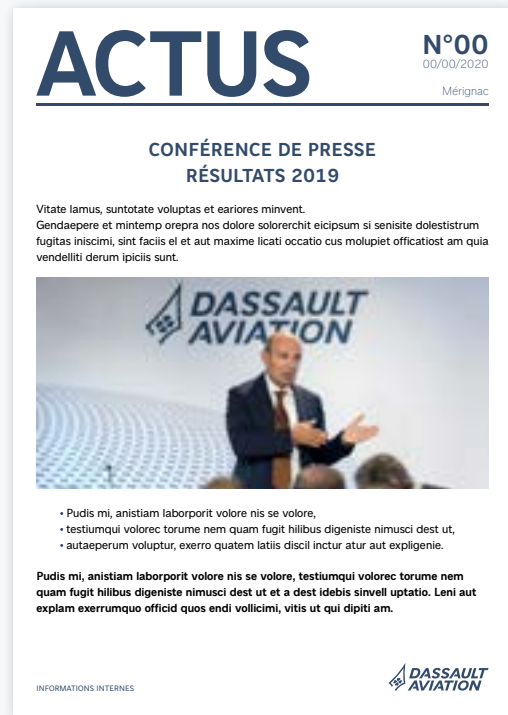 ACTUS
N°00
00/00/2020
Mérignac
CONFÉRENCE DE PRESSE
RÉSULTATS 2019
Vitate lamus, suntotate voluptas et eariores minvent.
Gendaepere et mintemp orepra nos dolore solorerchit eicipsum si senisite dolestistrum
fugitas iniscimi, sint faciis el et aut maxime licati occatio cus molupiet officatiost am quia
vendelliti derum ipiciis sunt.
DASSAULT
AVIATION
• Pudis mi, anistiam laborporit volore nis se volore,
• testiumqui volorec torume nem quam fugit hilibus digeniste nimusci dest ut,
• autaeperum voluptur, exerro quatem latiis discil inctur atur aut expligenie.
Pudis mi, anistiam laborporit volore nis se volore, testiumqui volorec torume nem
quam fugit hilibus digeniste nimusci dest ut et a dest idebis sinvell uptatio. Leni aut
explam exerrumquo officid quos endi vollicimi, vitis ut qui dipiti am.
INFORMATIONS INTERNES
DASSAULT
AVIATION